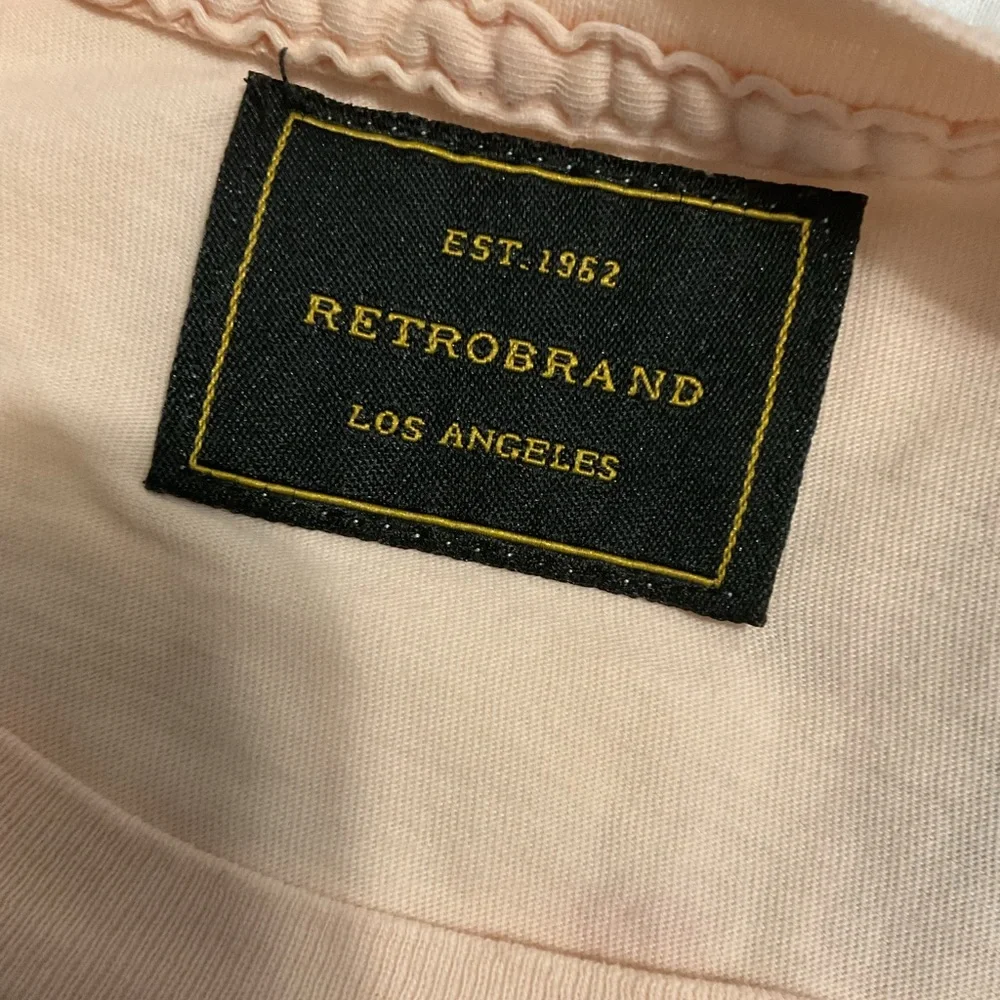 EST.1962
RETROBRAND
LOS ANGELES